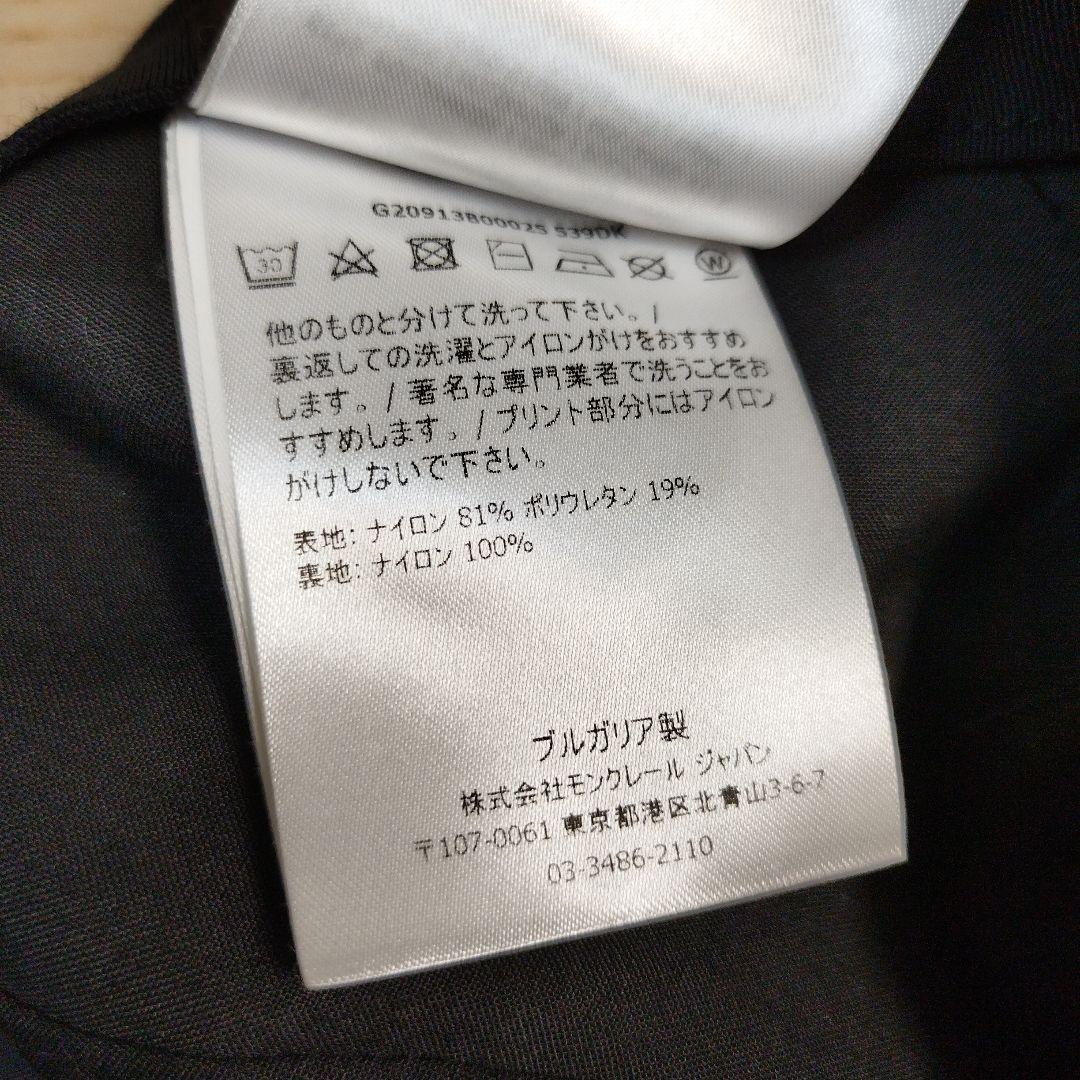 G20913800025 539DK
30 W
他のものと分けて洗って下さい。/
裏返しての洗濯とアイロンがけをおすすめ
します。/ 著名な専門業者で洗うことをお
すすめします。/ プリント部分にはアイロン
がけしないで下さい。
表地: ナイロン 81% ポリウレタン 19%
裏地: ナイロン 100%
ブルガリア製
株式会社モンクレール ジャパン
〒107-0061 東京都港区北青山3-6-7
03-3486-2110